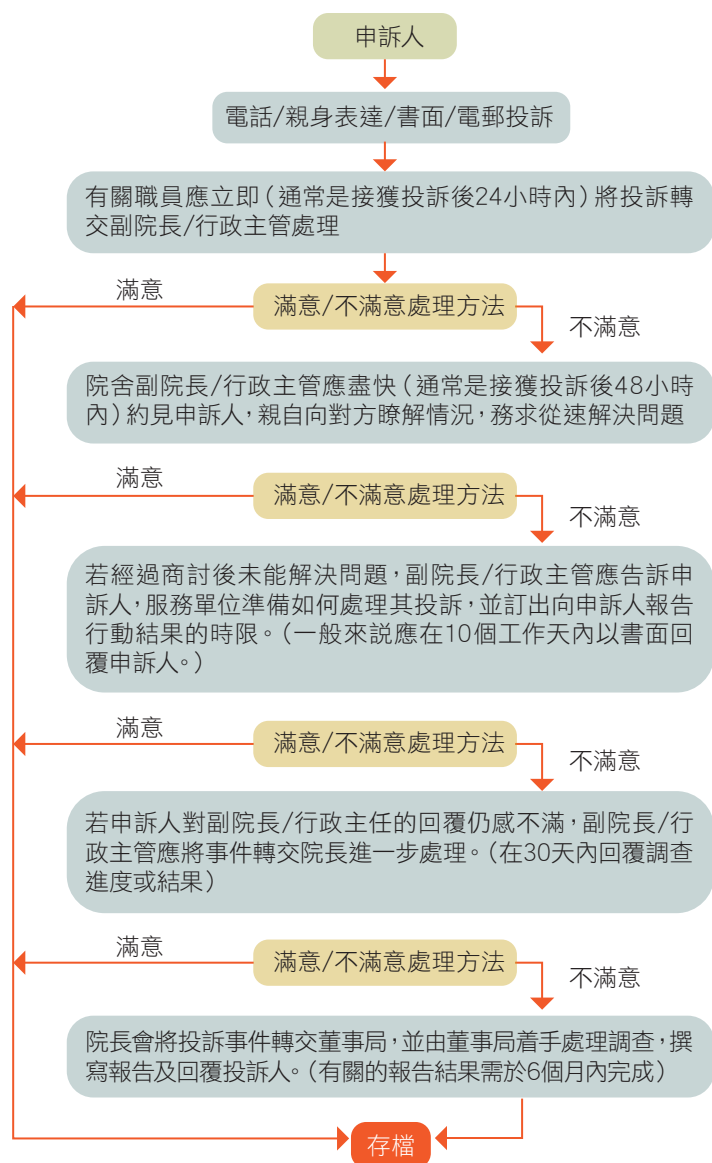 申訴人
電話/親身表達/書面/電郵投訴
有關職員應立即（通常是接獲投訴後24小時內）將投訴轉
交副院長/行政主管處理
滿意
滿意/不滿意處理方法
不滿意
院舍副院長/行政主管應盡快（通常是接獲投訴後48小時
內）約見申訴人，親自向對方瞭解情況，務求從速解決問題
滿意
滿意/不滿意處理方法
不滿意
若經過商討後未能解決問題，副院長/行政主管應告訴申
訴人，服務單位準備如何處理其投訴，並訂出向申訴人報告
行動結果的時限。（一般來説應在10個工作天內以書面回
覆申訴人。）
滿意
滿意/不滿意處理方法
不滿意
若申訴人對副院長/行政主任的回覆仍感不滿，副院長/行
政主管應將事件轉交院長進一步處理。（在30天內回覆調查
進度或結果）
滿意
滿意/不滿意處理方法
不滿意
院長會將投訴事件轉交董事局，並由董事局着手處理調查，撰
寫報告及回覆投訴人。（有關的報告結果需於6個月內完成）
存檔